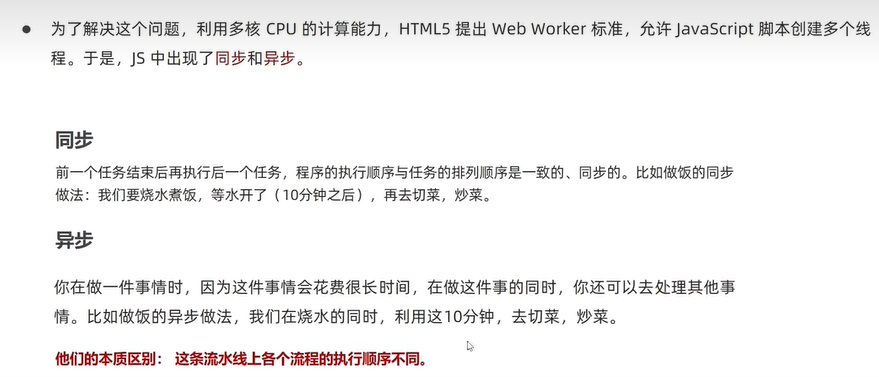 ● 为了解决这个问题，利用多核 CPU 的计算能力，HTML5 提出 Web Worker 标准，允许 JavaScript 脚本创建多个线
程。于是，JS 中出现了同步和异步。
同步
前一个任务结束后再执行后一个任务，程序的执行顺序与任务的排列顺序是一致的、同步的。比如做饭的同步
做法：我们要烧水煮饭，等水开了（10分钟之后），再去切菜，炒菜。
异步
你在做一件事情时，因为这件事情会花费很长时间，在做这件事的同时，你还可以去处理其他事
情。比如做饭的异步做法，我们在烧水的同时，利用这10分钟，去切菜，炒菜。
他们的本质区别： 这条流水线上各个流程的执行顺序不同。